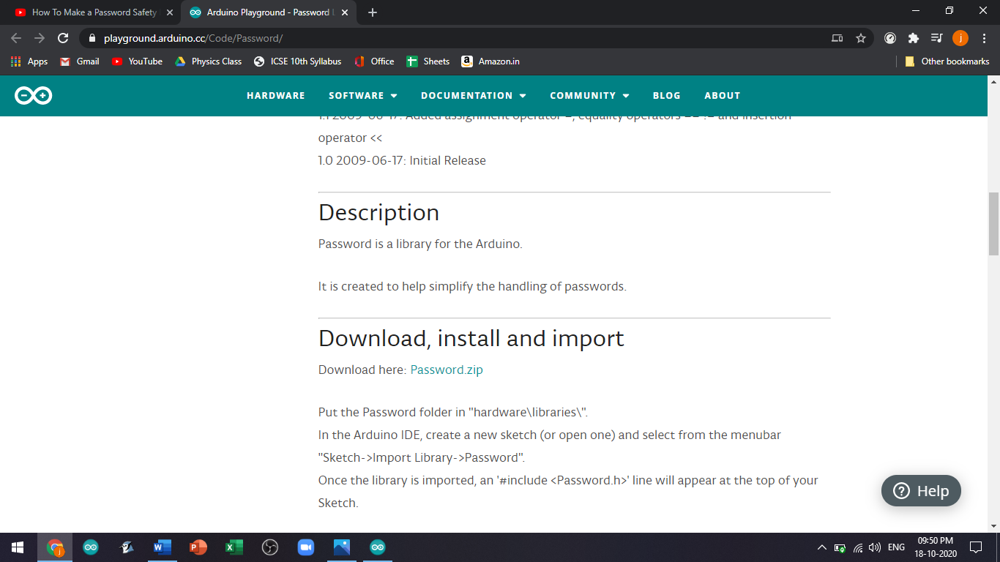 How To Make a Password Safety
Arduino Playground - Password L
playground.arduino.cc/Code/Password/
j
Apps
Gmail
YouTube
Physics Class
ICSE 10th Syllabus
Office
Sheets
Amazon.in
Other bookmarks
HARDWARE
SOFTWARE
DOCUMENTATION
COMMUNITY
BLOG
ABOUT
1.1 2009-06-17: Added assignment operator =, equality operators == != and insertion
operator <<
1.0 2009-06-17: Initial Release
Description
Password is a library for the Arduino.
It is created to help simplify the handling of passwords.
Download, install and import
Download here: Password.zip
Put the Password folder in "hardware\libraries\".
In the Arduino IDE, create a new sketch (or open one) and select from the menubar
"Sketch->Import Library->Password".
Once the library is imported, an '#include <Password.h>' line will appear at the top of your
Sketch.
Help
ENG
09:50 PM
18-10-2020